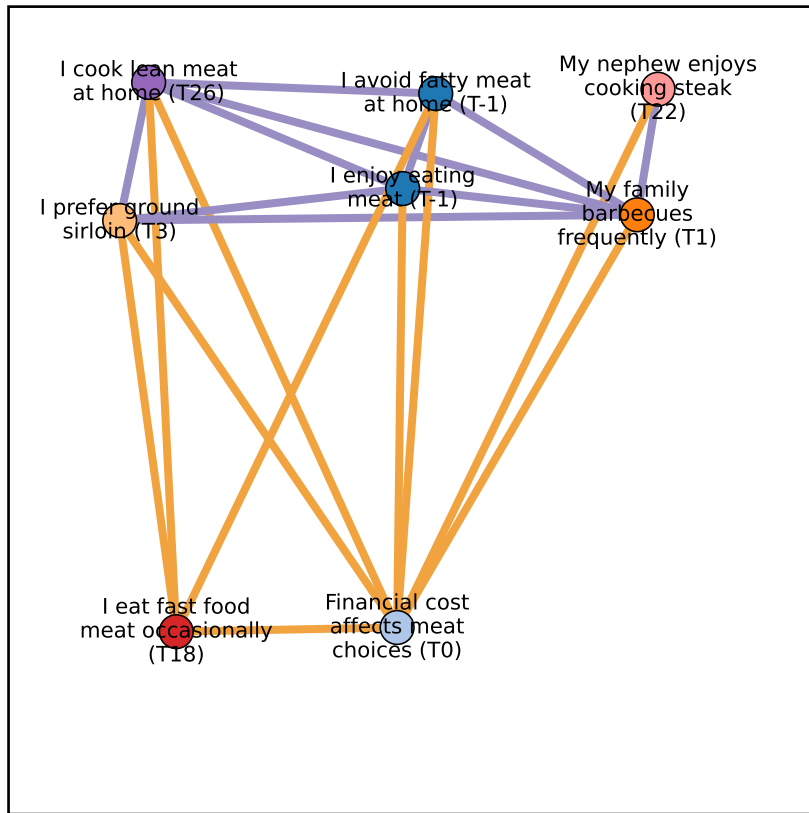 I cook lean meat
at home (T26)
I avoid fatty meat
at home (T-1)
My nephew enjoys
cooking steak
(T22)
I enjoy eating
meat (T-1)
My family
barbecues
frequently (T1)
I prefer ground
sirloin (T3)
I eat fast food
meat occasionally
(T18)
Financial cost
affects meat
choices (T0)